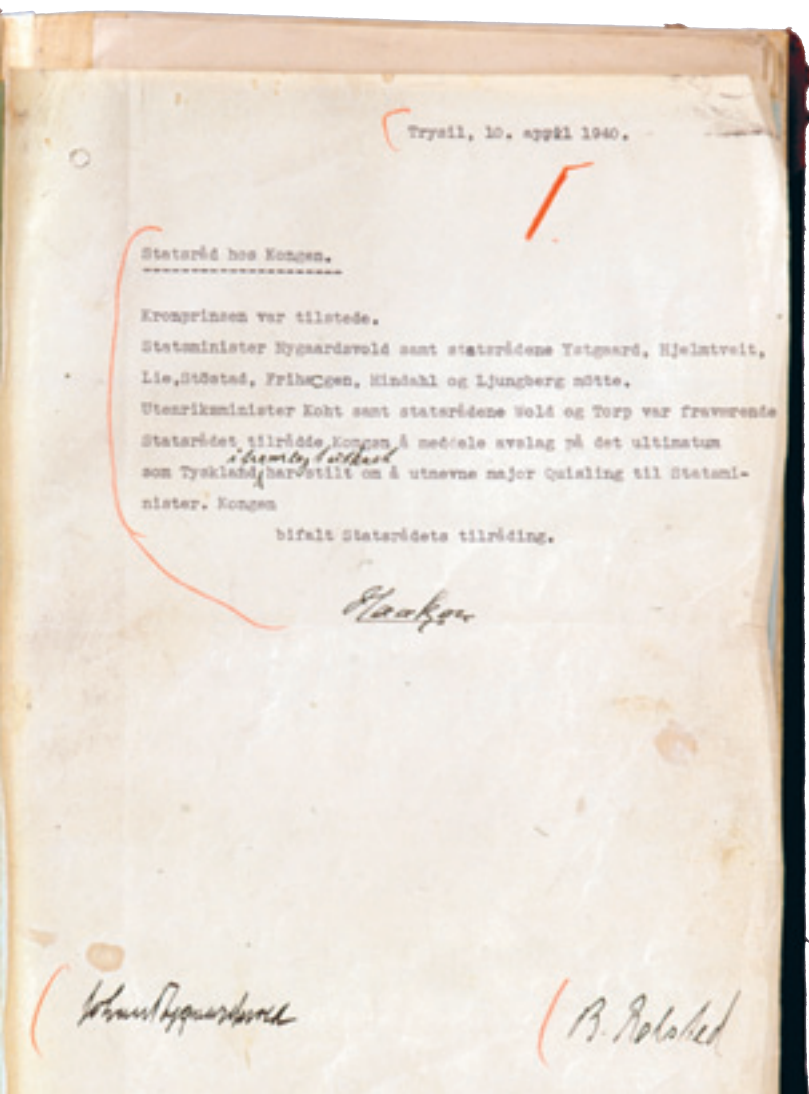 Trysil, 10. april 1940.
Statsråd hos Kongen.
Kronprinsen var tilstede.
Statsminister Nygaardsvold samt statsrådene Ystgaard, Hjelmtveit,
Lie, Støstad, Frihagen, Hindahl og Ljungberg møtte.
Utenriksminister Koht samt statsrådene Wold og Torp var fraværende
Statsrådet tilrådde Kongen å meddele avslag på det ultimatum
som Tyskland har stilt om å utnevne major Quisling til Statsmi-
nister. Kongen
bifalt Statsrådets tilråding.
Haakon
Johan Nygaardsvold
B. Rolsted